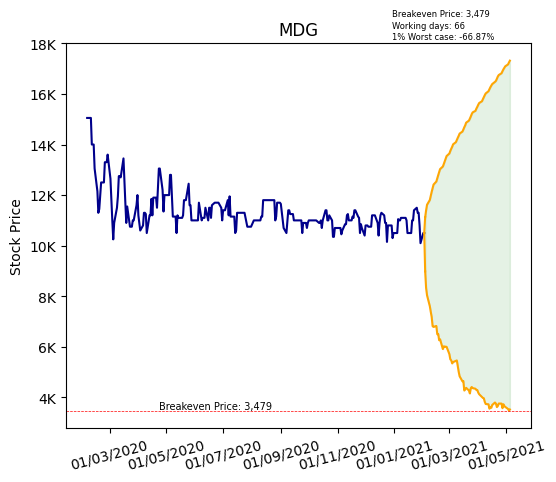 Breakeven Price: 3,479
Working days: 66
1% Worst case: -66.87%
MDG
18K
16K
14K
12K
10K
8K
6K
4K
Stock Price
Breakeven Price: 3,479
01/03/2020
01/05/2020
01/07/2020
01/09/2020
01/11/2020
01/01/2021
01/03/2021
01/05/2021